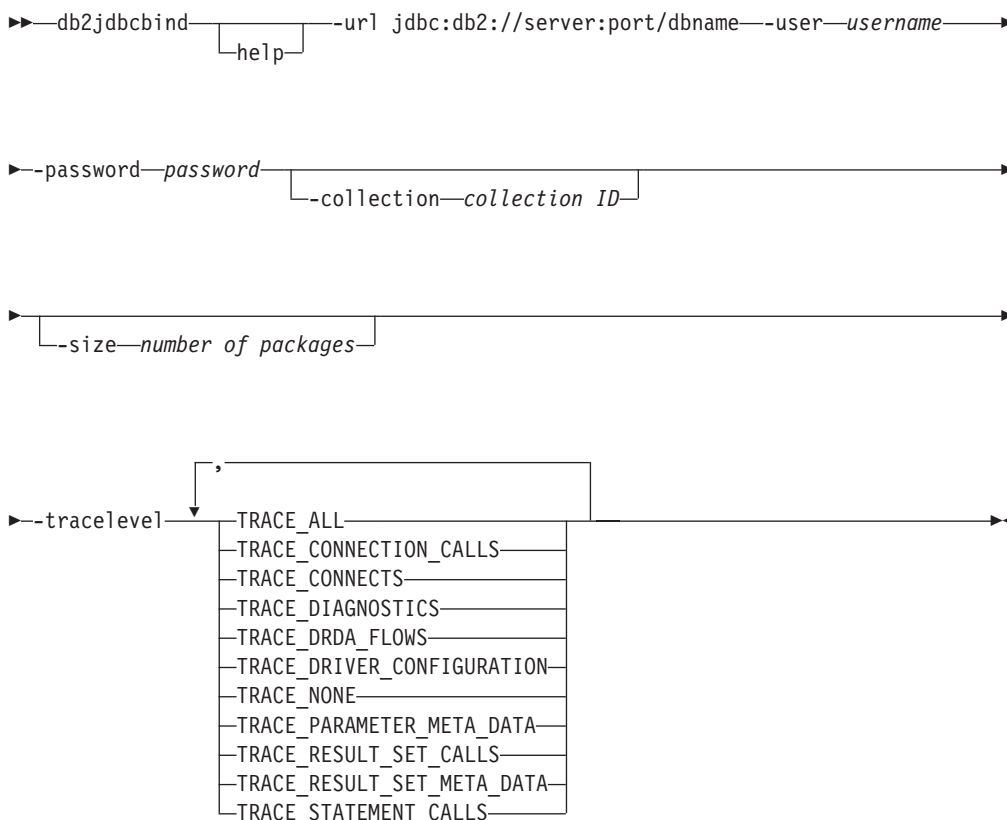 db2jdbcbind -url jdbc:db2://server:port/dbname -user username
help
-password password
-collection collection ID
-size number of packages
,
-tracelevel TRACE_ALL
TRACE_CONNECTION_CALLS
TRACE_CONNECTS
TRACE_DIAGNOSTICS
TRACE_DRDA_FLOWS
TRACE_DRIVER_CONFIGURATION
TRACE_NONE
TRACE_PARAMETER_META_DATA
TRACE_RESULT_SET_CALLS
TRACE_RESULT_SET_META_DATA
TRACE_STATEMENT_CALLS